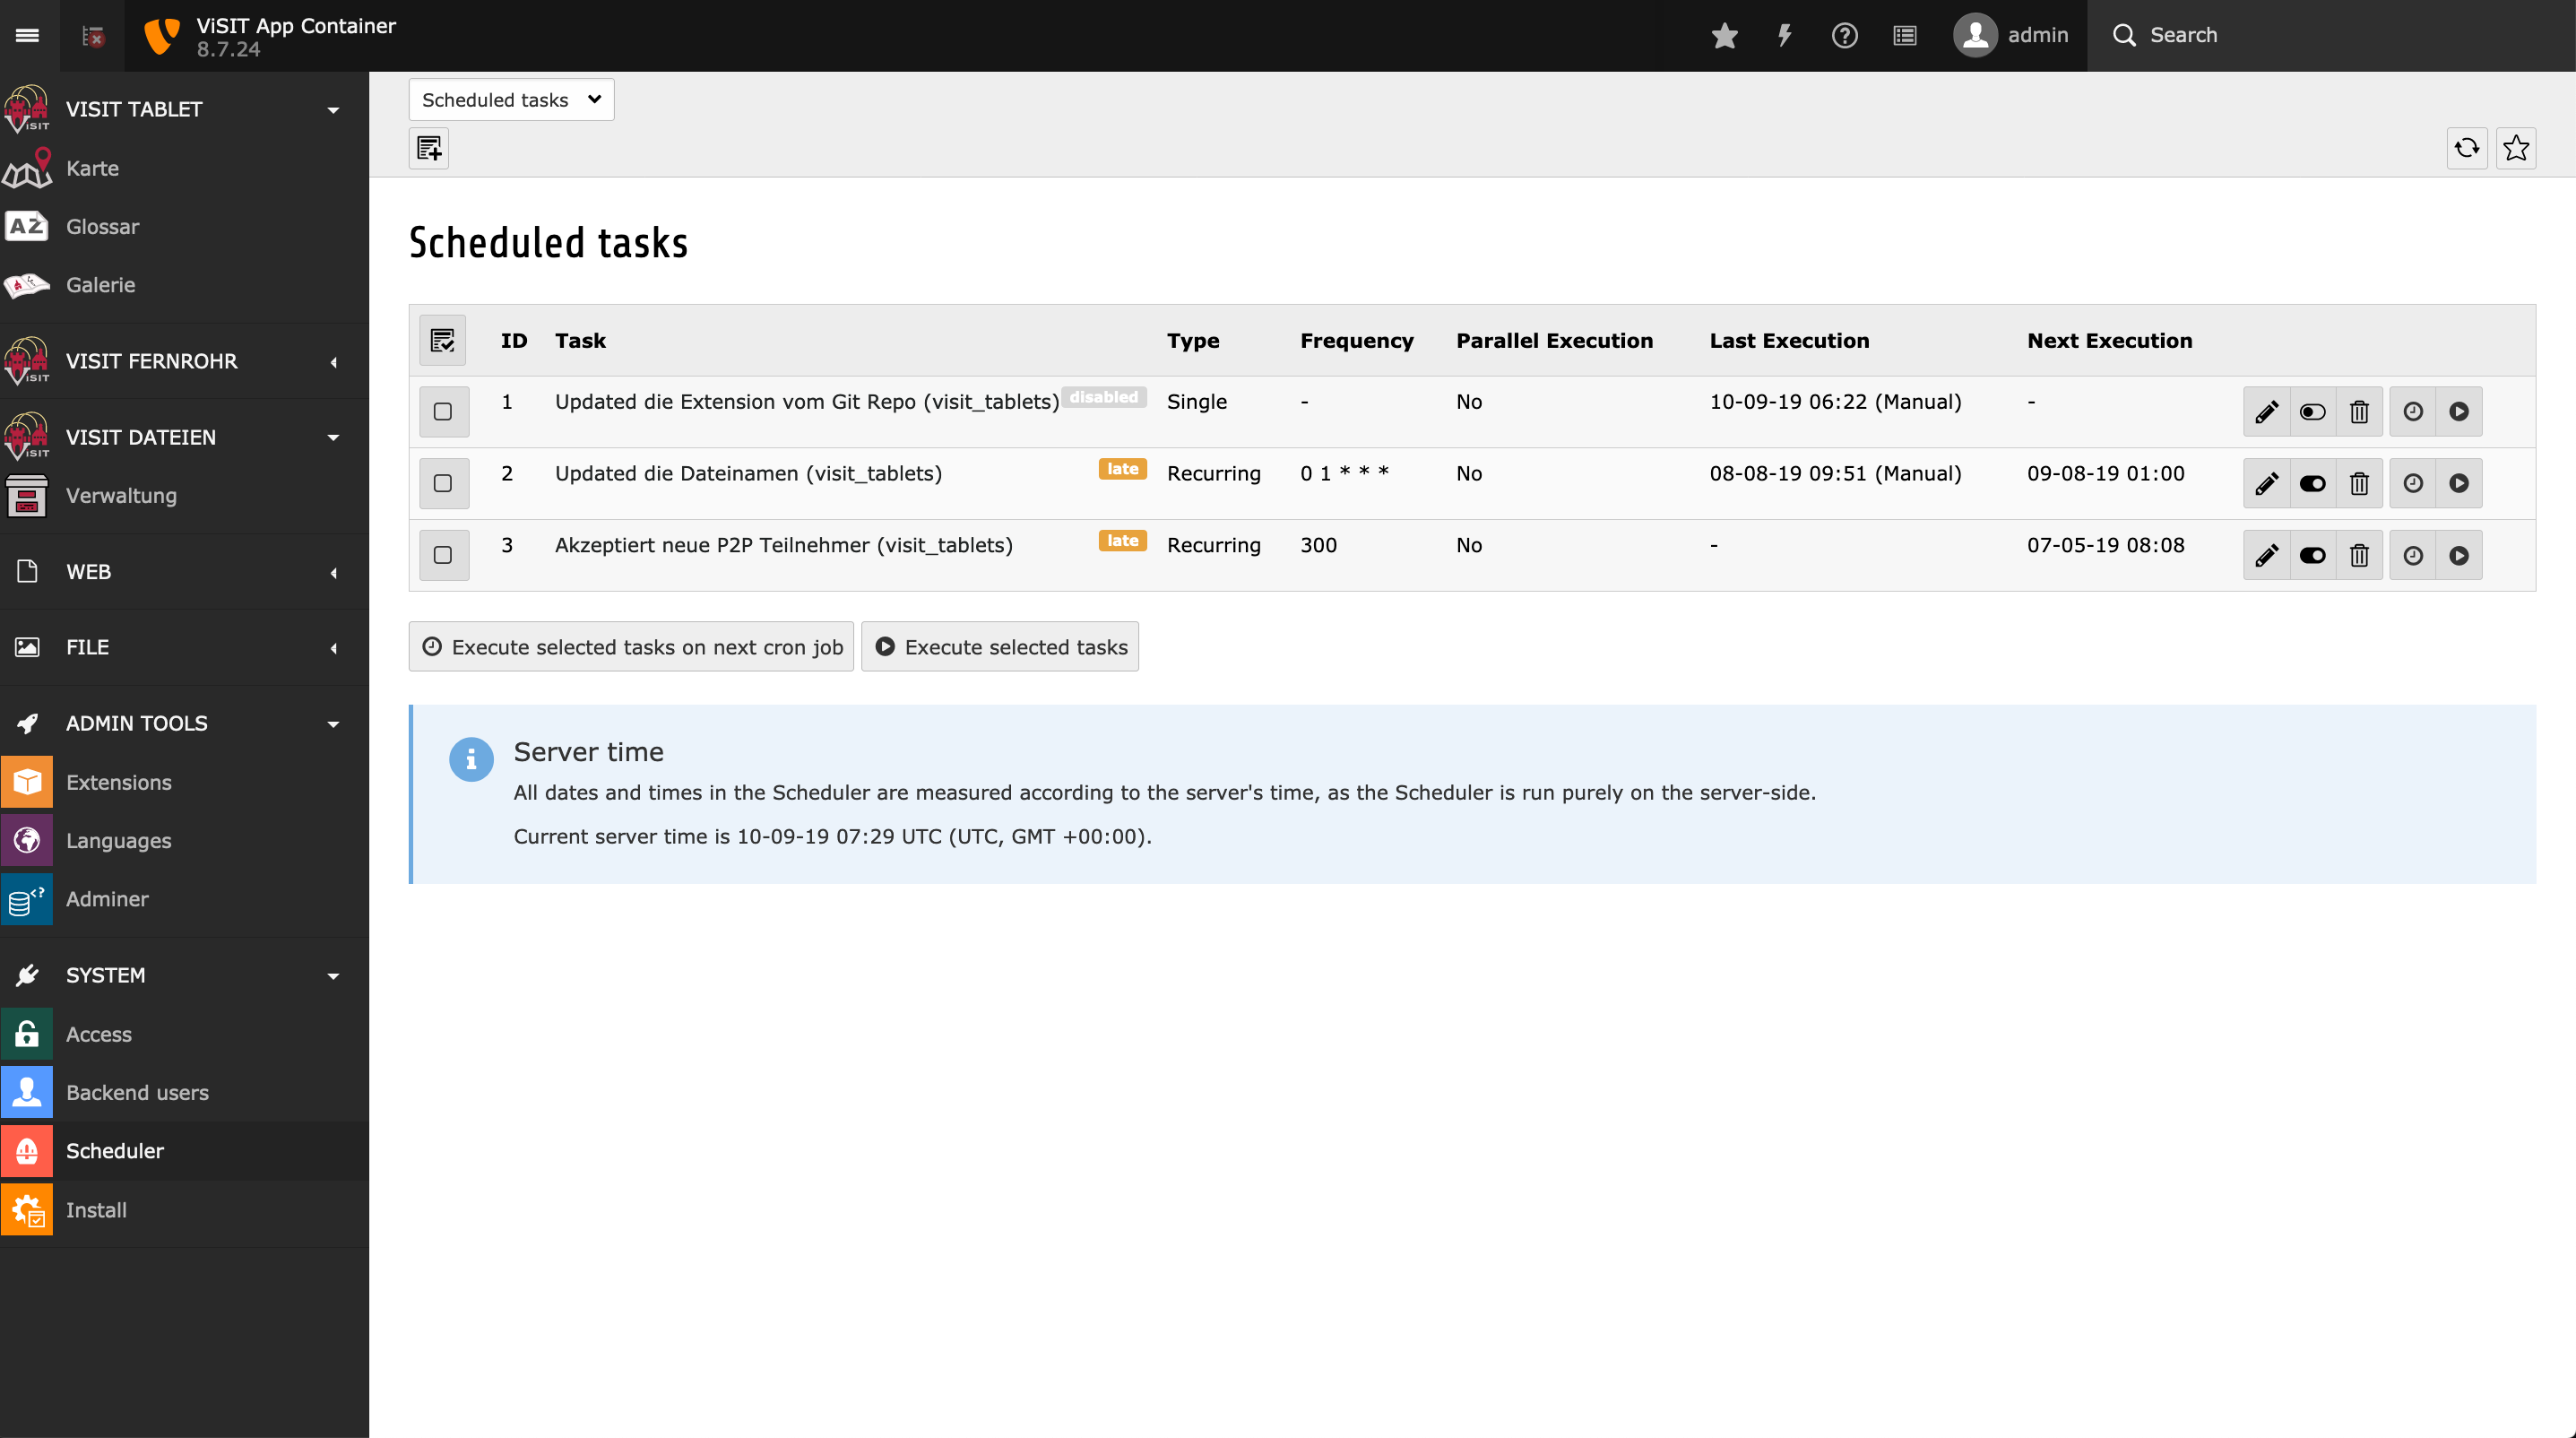 ViSIT App Container
8.7.24
admin
Search
VISIT TABLET
Karte
Glossar
Galerie
VISIT FERNROHR
VISIT DATEIEN
Verwaltung
WEB
FILE
ADMIN TOOLS
Extensions
Languages
Adminer
SYSTEM
Access
Backend users
Scheduler
Install
Scheduled tasks
Scheduled tasks
ID Task Type Frequency Parallel Execution Last Execution Next Execution
1 Updated die Extension vom Git Repo (visit_tablets) disabled Single - No 10-09-19 06:22 (Manual) -
2 Updated die Dateinamen (visit_tablets) late Recurring 0 1 * * * No 08-08-19 09:51 (Manual) 09-08-19 01:00
3 Akzeptiert neue P2P Teilnehmer (visit_tablets) late Recurring 300 No - 07-05-19 08:08
Execute selected tasks on next cron job Execute selected tasks
Server time
All dates and times in the Scheduler are measured according to the server's time, as the Scheduler is run purely on the server-side.
Current server time is 10-09-19 07:29 UTC (UTC, GMT +00:00).